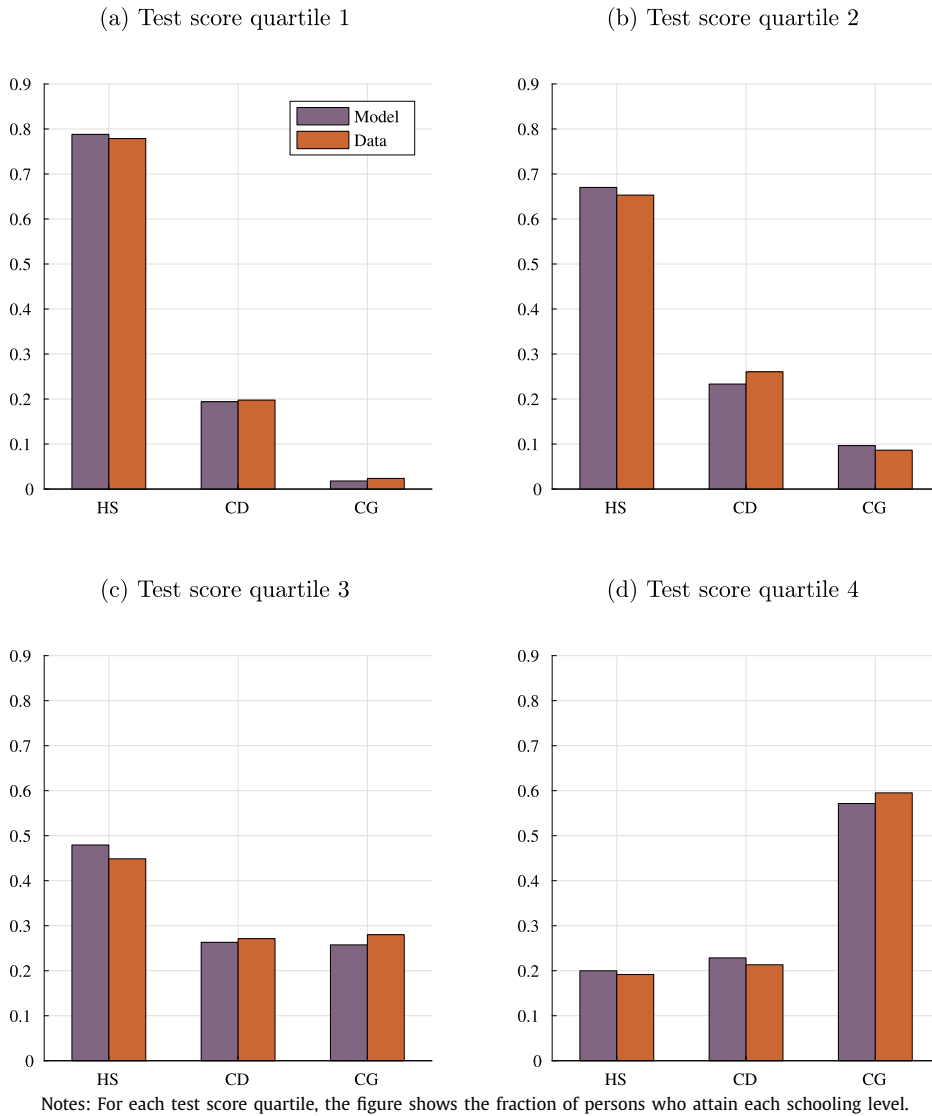 (a) Test score quartile 1
(b) Test score quartile 2
0.9
0.8
0.7
0.6
0.5
0.4
0.3
0.2
0.1
0
HS
CD
CG
Model
Data
0.9
0.8
0.7
0.6
0.5
0.4
0.3
0.2
0.1
0
HS
CD
CG
(c) Test score quartile 3
(d) Test score quartile 4
0.9
0.8
0.7
0.6
0.5
0.4
0.3
0.2
0.1
0
HS
CD
CG
0.9
0.8
0.7
0.6
0.5
0.4
0.3
0.2
0.1
0
HS
CD
CG
Notes: For each test score quartile, the figure shows the fraction of persons who attain each schooling level.